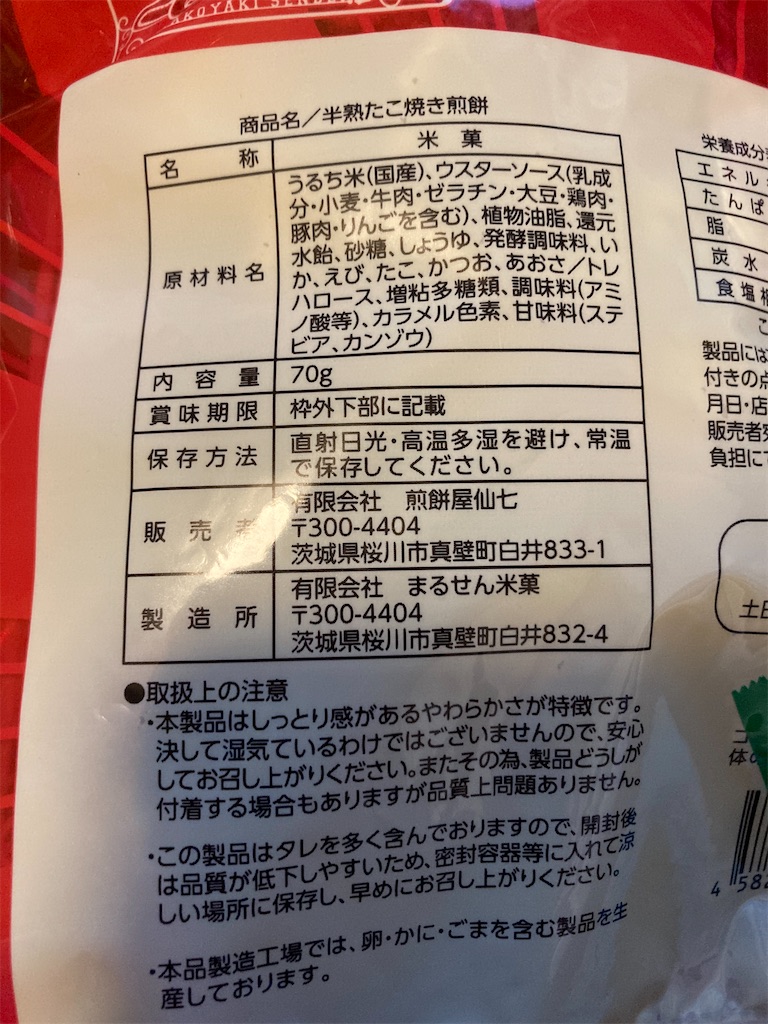 AKOYAKI SENBE
商品名／半熟たこ焼き煎餅
名称 米菓
原材料名 うるち米(国産)、ウスターソース(乳成
分・小麦・牛肉・ゼラチン・大豆・鶏肉・
豚肉・りんごを含む)、植物油脂、還元
水飴、砂糖、しょうゆ、発酵調味料、い
か、えび、たこ、かつお、あおさ／トレ
ハロース、増粘多糖類、調味料(アミ
ノ酸等)、カラメル色素、甘味料(ステ
ビア、カンゾウ)
内容量 70g
賞味期限 枠外下部に記載
保存方法 直射日光・高温多湿を避け、常温
で保存してください。
販売者 有限会社 煎餅屋仙七
〒300-4404
茨城県桜川市真壁町白井833-1
製造所 有限会社 まるせん米菓
〒300-4404
茨城県桜川市真壁町白井832-4
●取扱上の注意
・本製品はしっとり感があるやわらかさが特徴です。
決して湿気ているわけではございませんので、安心
してお召し上がりください。またその為、製品どうしが
付着する場合もありますが品質上問題ありません。
・この製品はタレを多く含んでおりますので、開封後
は品質が低下しやすいため、密封容器等に入れて涼
しい場所に保存し、早めにお召し上がりください。
・本品製造工場では、卵・かに・ごまを含む製品を生
産しております。
栄養成分
エネル
たんぱ
脂
炭水
食塩相
こ
製品には
付きの点
月日・店
販売者
負担に
土日
コ
体の
4 582